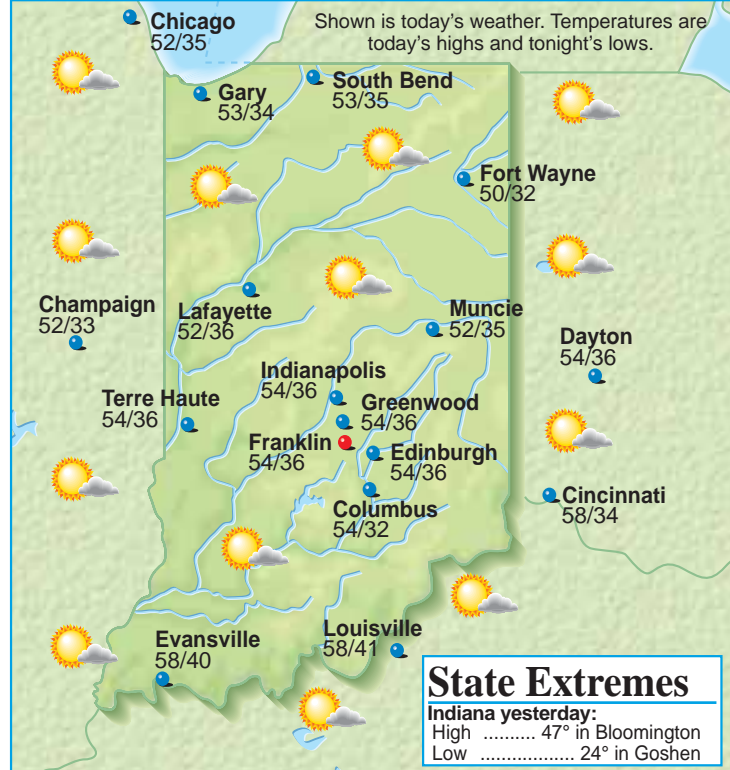 Shown is today's weather. Temperatures are
today's highs and tonight's lows.
Chicago
52/35
Gary
53/34
South Bend
53/35
Fort Wayne
50/32
Champaign
52/33
Lafayette
52/36
Muncie
52/35
Dayton
54/36
Indianapolis
54/36
Terre Haute
54/36
Greenwood
54/36
Franklin
54/36
Edinburgh
54/36
Columbus
54/32
Cincinnati
58/34
Evansville
58/40
Louisville
58/41
State Extremes
Indiana yesterday:
High .......... 47° in Bloomington
Low .................. 24° in Goshen